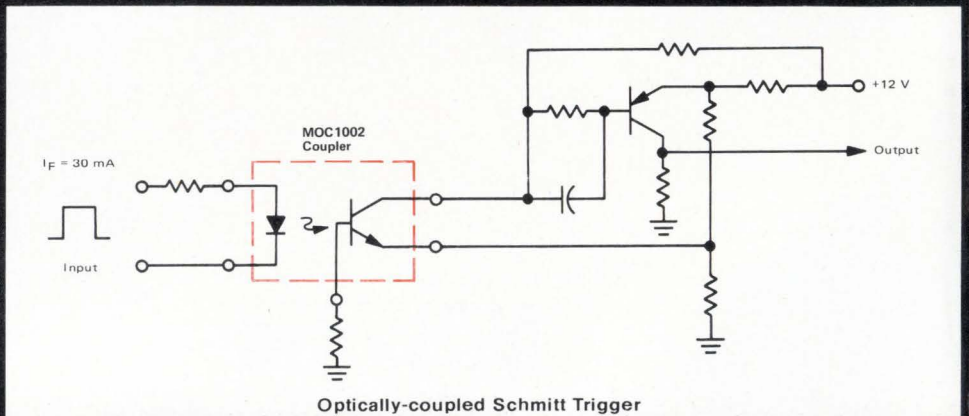 +12 V
MOC1002
Coupler
I_F = 30 mA
Output
Input
Optically-coupled Schmitt Trigger